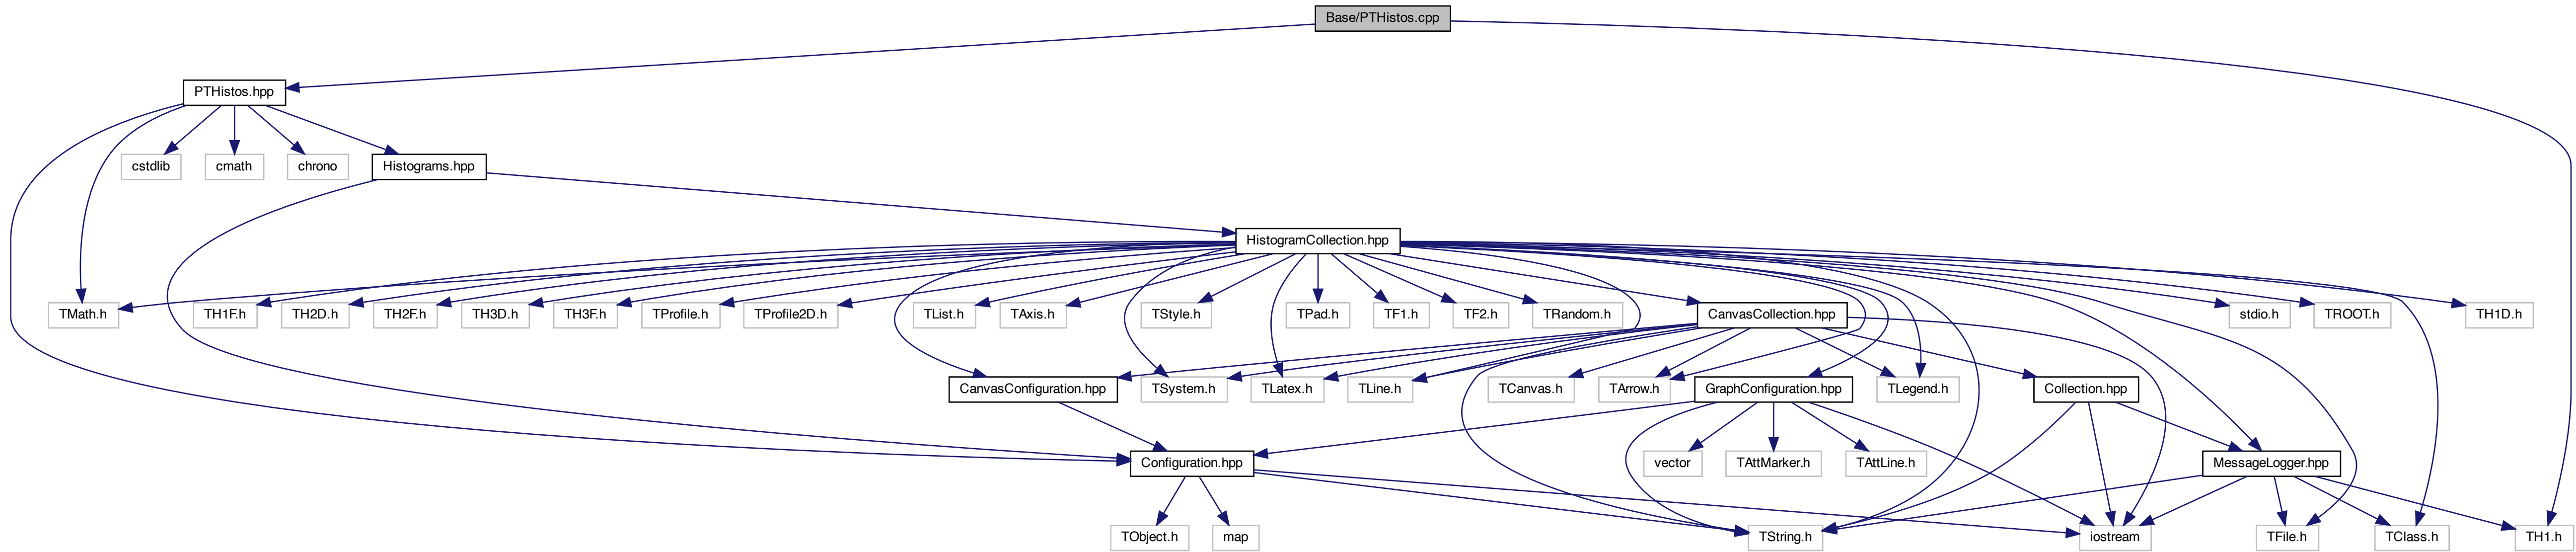 Base/PTHistos.cpp
PTHistos.hpp
cstdlib
cmath
chrono
Histograms.hpp
HistogramCollection.hpp
TMath.h
TH1F.h
TH2D.h
TH2F.h
TH3D.h
TH3F.h
TProfile.h
TProfile2D.h
TList.h
TAxis.h
TStyle.h
TPad.h
TF1.h
TF2.h
TRandom.h
CanvasCollection.hpp
stdio.h
TROOT.h
TH1D.h
CanvasConfiguration.hpp
TSystem.h
TLatex.h
TLine.h
TCanvas.h
TArrow.h
GraphConfiguration.hpp
TLegend.h
Collection.hpp
Configuration.hpp
vector
TAttMarker.h
TAttLine.h
MessageLogger.hpp
TObject.h
map
TString.h
iostream
TFile.h
TClass.h
TH1.h